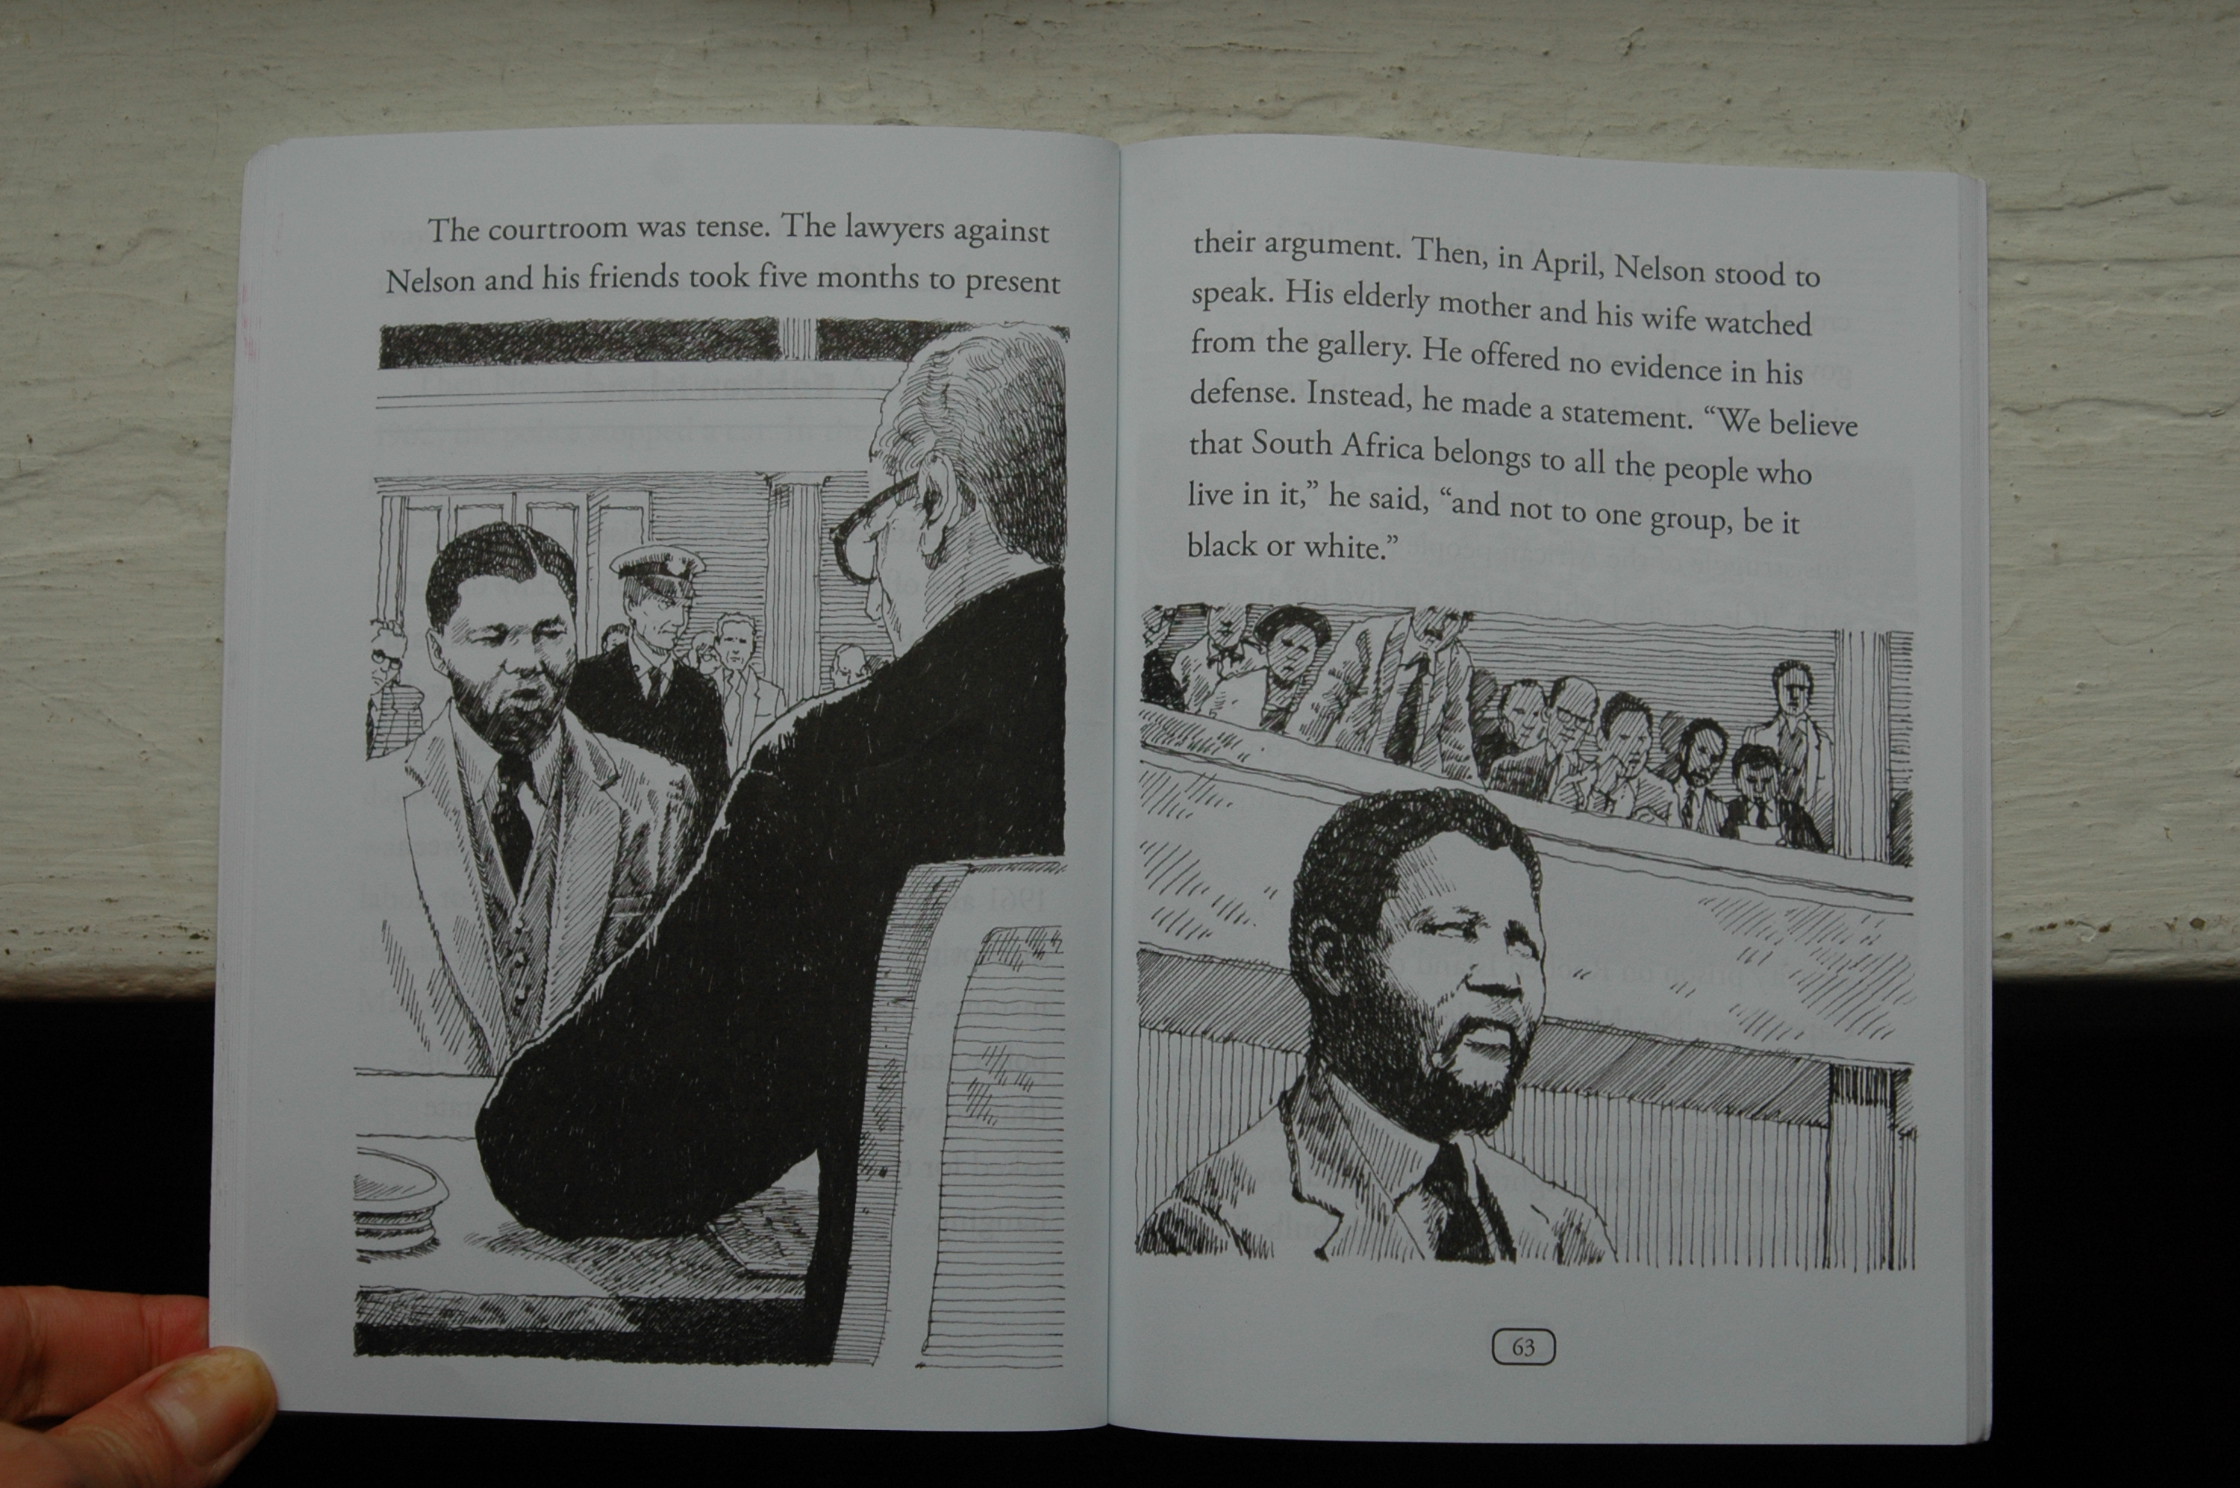 The courtroom was tense. The lawyers against
Nelson and his friends took five months to present
their argument. Then, in April, Nelson stood to
speak. His elderly mother and his wife watched
from the gallery. He offered no evidence in his
defense. Instead, he made a statement. “We believe
that South Africa belongs to all the people who
live in it,” he said, “and not to one group, be it
black or white.”
63